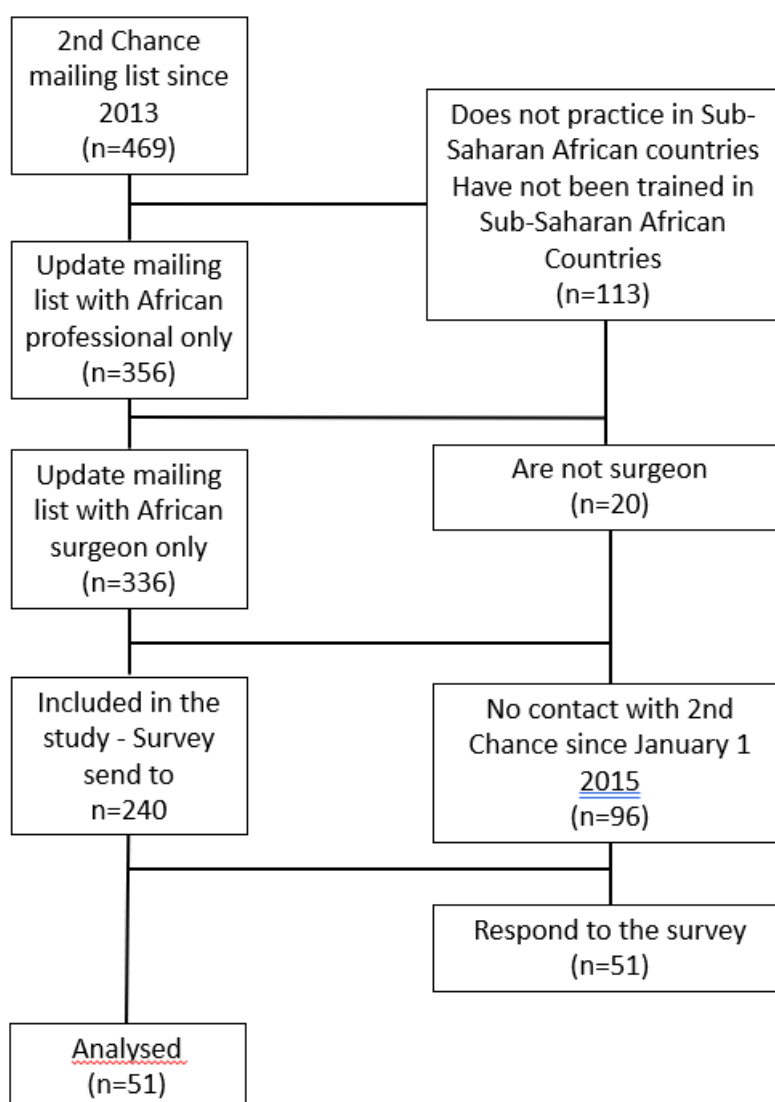 2nd Chance
mailing list since
2013
(n=469)
Does not practice in Sub-
Saharan African countries
Have not been trained in
Sub-Saharan African
Countries
(n=113)
Update mailing
list with African
professional only
(n=356)
Are not surgeon
(n=20)
Update mailing
list with African
surgeon only
(n=336)
No contact with 2nd
Chance since January 1
2015
(n=96)
Included in the
study - Survey
send to
n=240
Respond to the survey
(n=51)
Analysed
(n=51)